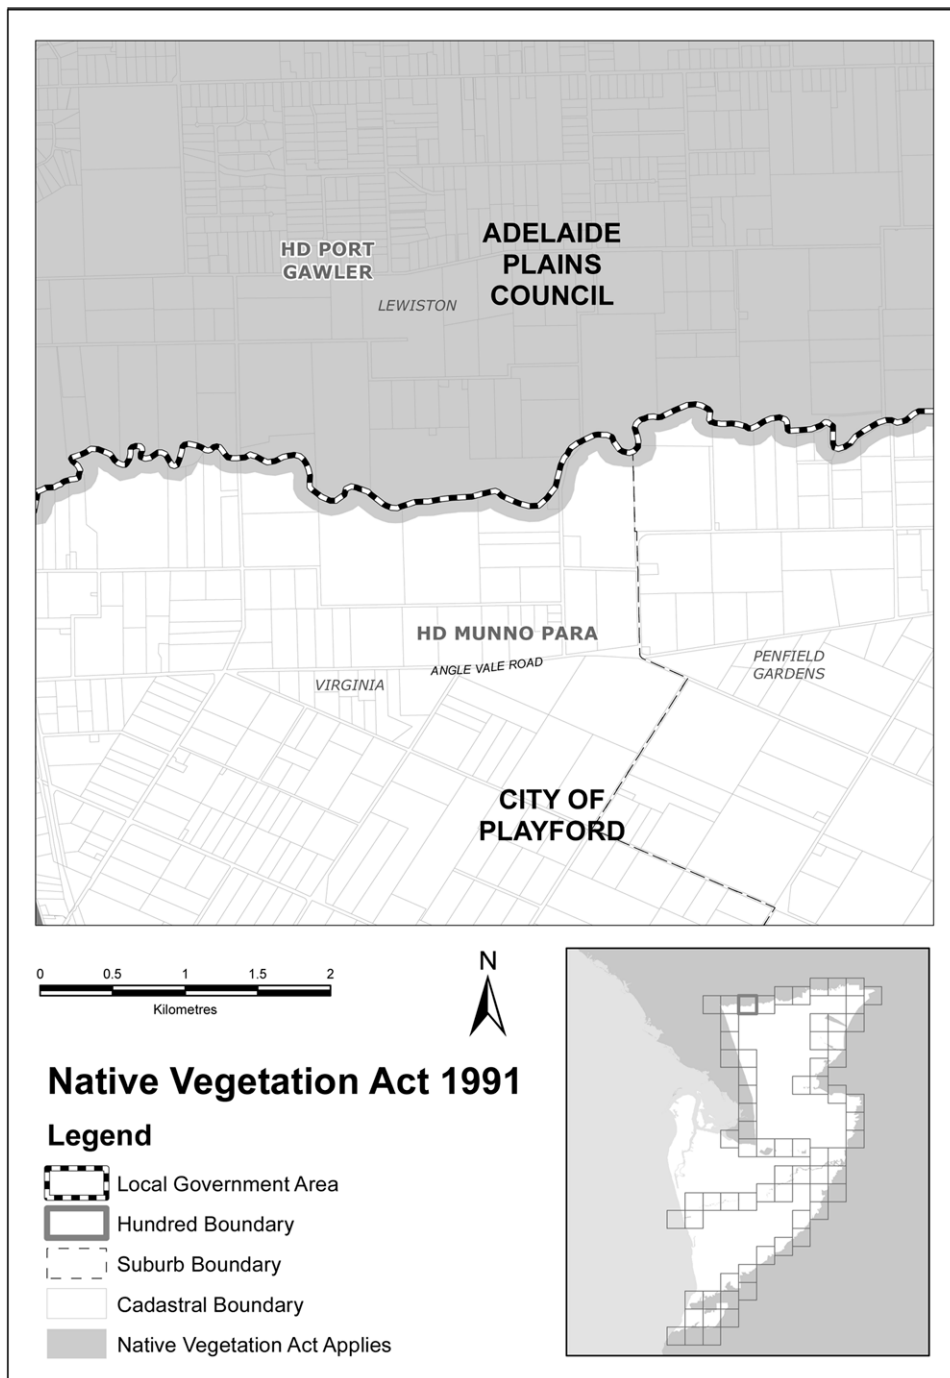 ADELAIDE
PLAINS
COUNCIL
HD PORT
GAWLER
LEWISTON
HD MUNNO PARA
ANGLE VALE ROAD
PENFIELD
GARDENS
VIRGINIA
CITY OF
PLAYFORD
0 0.5 1 1.5 2
Kilometres
N
Native Vegetation Act 1991
Legend
Local Government Area
Hundred Boundary
Suburb Boundary
Cadastral Boundary
Native Vegetation Act Applies